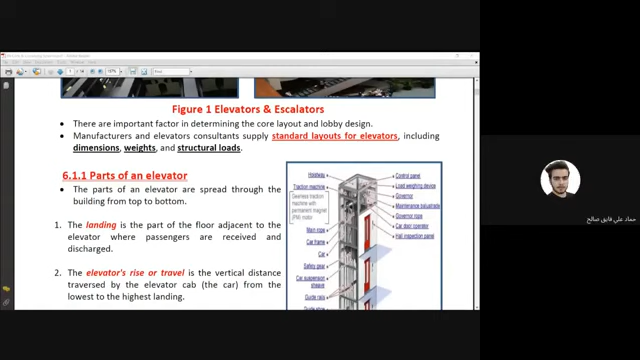 Figure 1 Elevators & Escalators
• There are important factor in determining the core layout and lobby design.
• Manufacturers and elevators consultants supply standard layouts for elevators, including
dimensions, weights, and structural loads.
6.1.1 Parts of an elevator
• The parts of an elevator are spread through the
building from top to bottom.
1. The landing is the part of the floor adjacent to the
elevator where passengers are received and
discharged.
2. The elevator's rise or travel is the vertical distance
traversed by the elevator cab (the car) from the
lowest to the highest landing.
Hoistway
Traction machine
Gearless traction
machine with
permanent magnet
(PM) motor
Main rope
Car frame
Car
Safety gear
Car suspension
sheave
Guide rails
Control panel
Load weighing device
Governor
Maintenance balustrade
Governor rope
Car door operator
Hall inspection panel
حماد علي فايق صالح